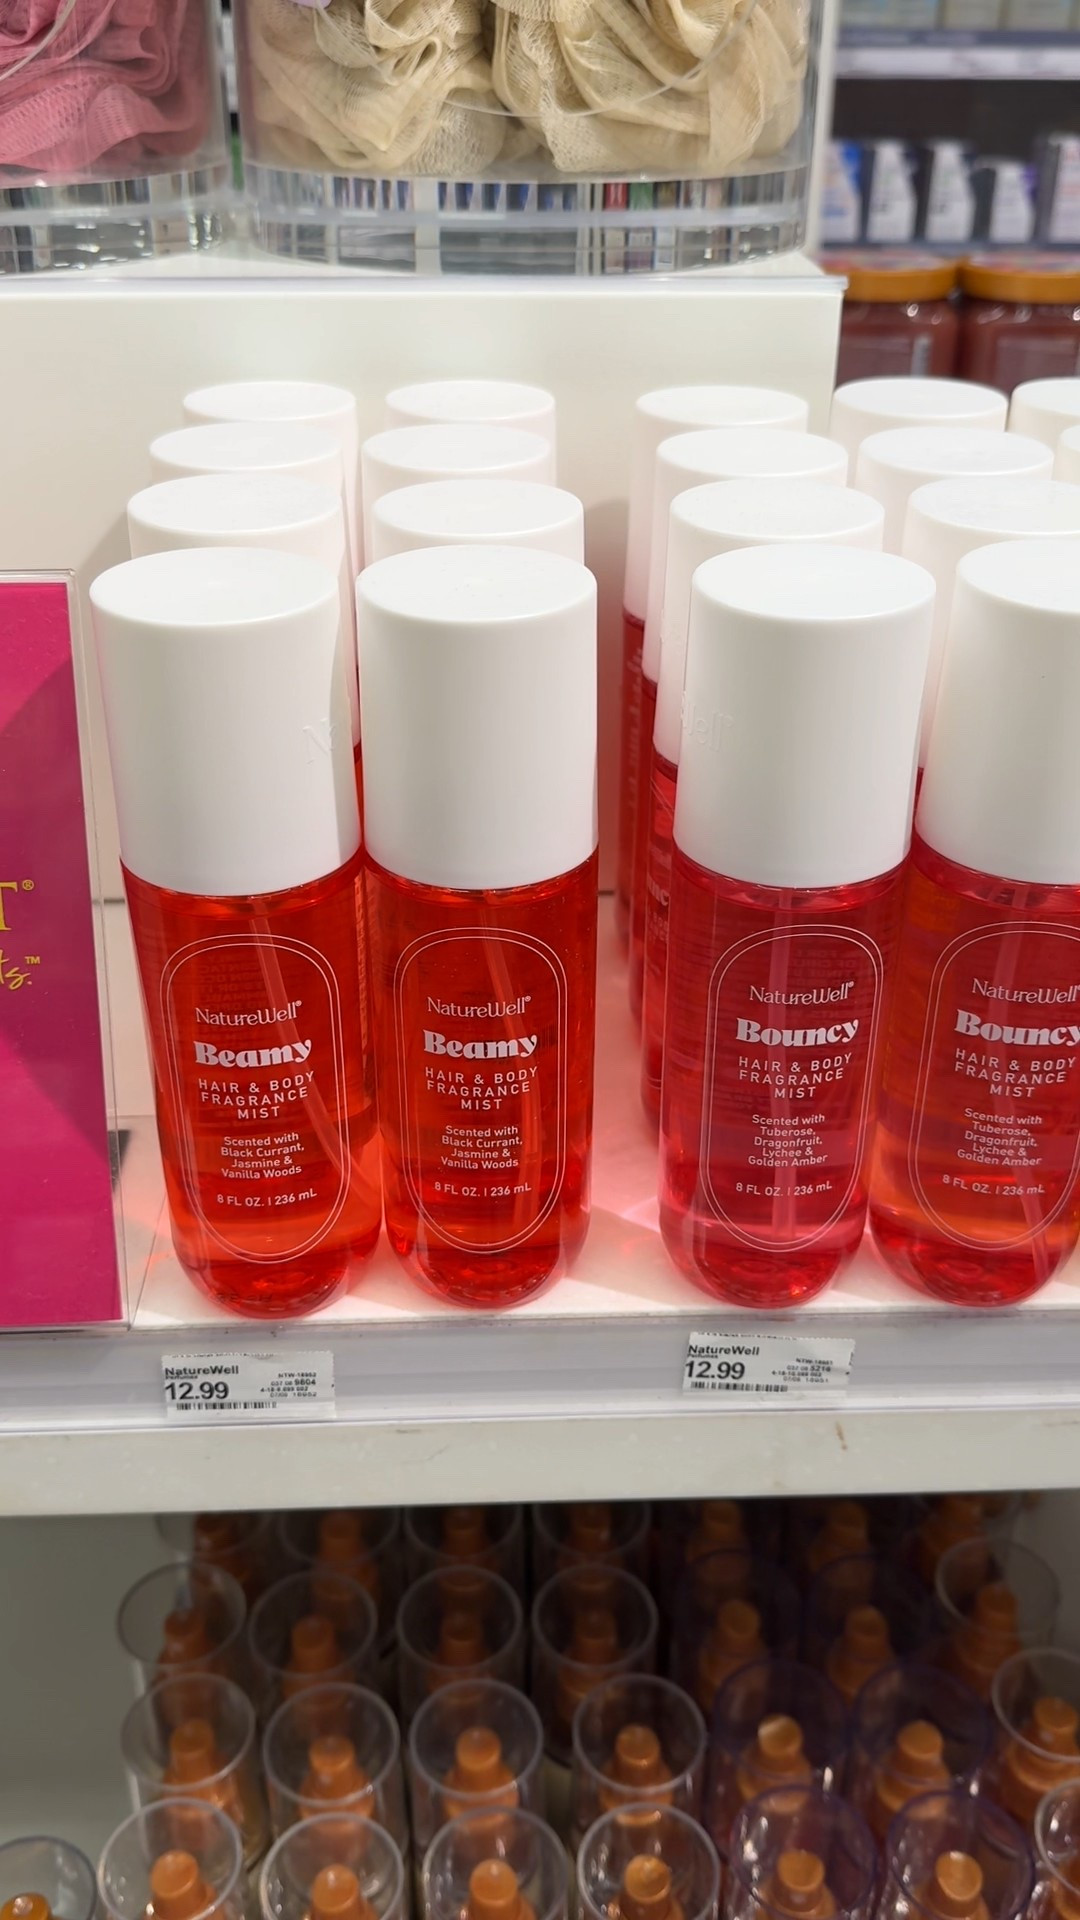 T®
ts.™
NatureWell®
Beamy
HAIR & BODY
FRAGRANCE
MIST
Scented with
Black Currant,
Jasmine &
Vanilla Woods
8 FL OZ. | 236 mL
NatureWell®
Beamy
HAIR & BODY
FRAGRANCE
MIST
Scented with
Black Currant,
Jasmine &
Vanilla Woods
8 FL OZ. | 236 mL
NatureWell®
Bouncy
HAIR & BODY
FRAGRANCE
MIST
Scented with
Tuberose,
Dragonfruit,
Lychee &
Golden Amber
8 FL OZ. | 236 mL
NatureWell
Bouncy
HAIR & BODY
FRAGRANCE
MIST
Scented with
Tuberose,
Dragonfruit,
Lychee &
Golden Amber
8 FL OZ. | 236 mL
NatureWell
12.99
9604
NatureWell
12.99
5216